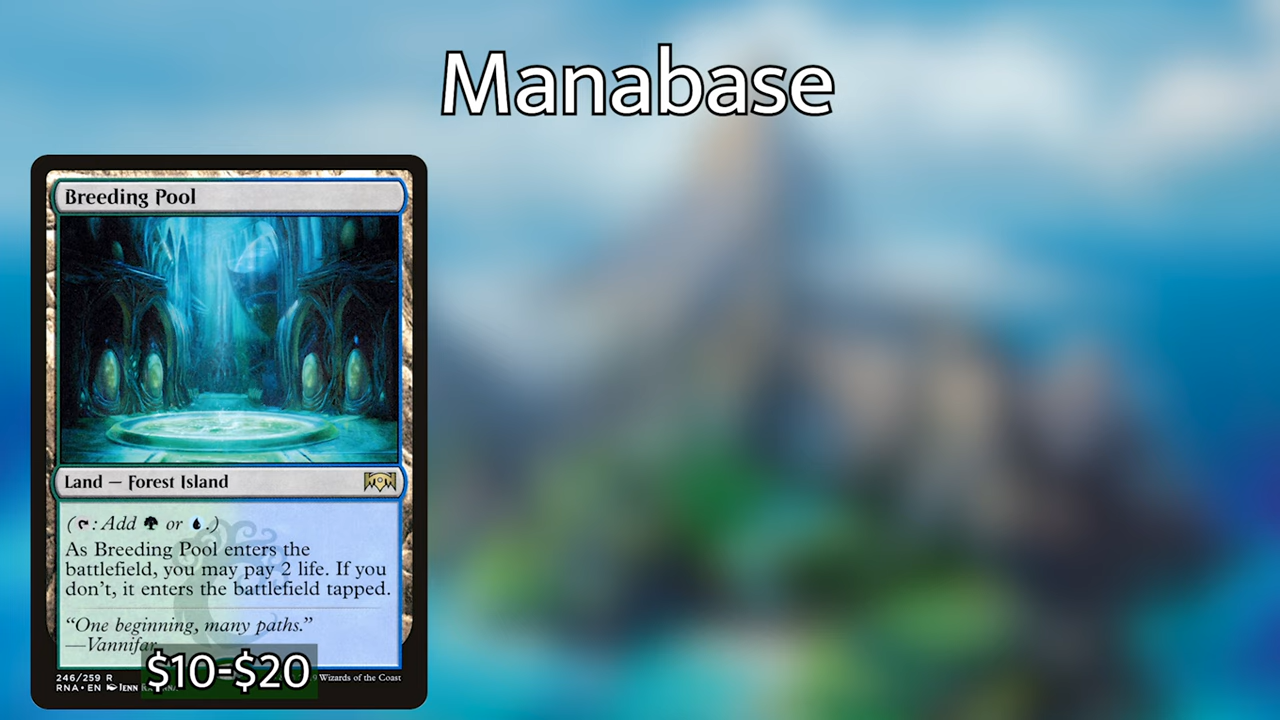 Manabase
Breeding Pool
Land — Forest Island
( : Add or .)
As Breeding Pool enters the
battlefield, you may pay 2 life. If you
don't, it enters the battlefield tapped.
"One beginning, many paths."
—Vannifar
$10-$20
246/259 R
RNA • EN Jenn
Wizards of the Coast